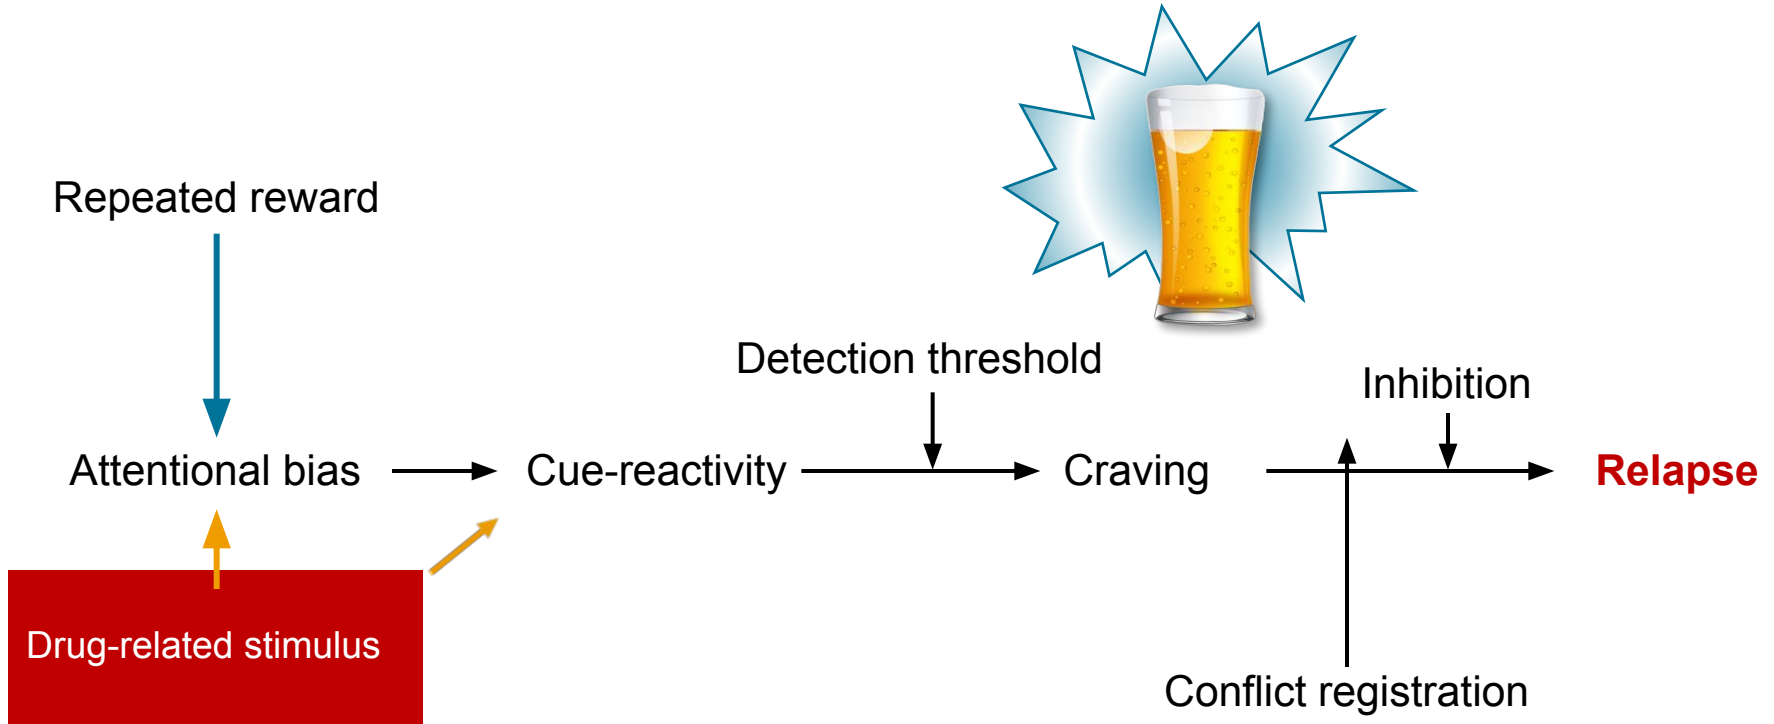 Repeated reward
Detection threshold
Inhibition
Attentional bias
Cue-reactivity
Craving
Relapse
Drug-related stimulus
Conflict registration